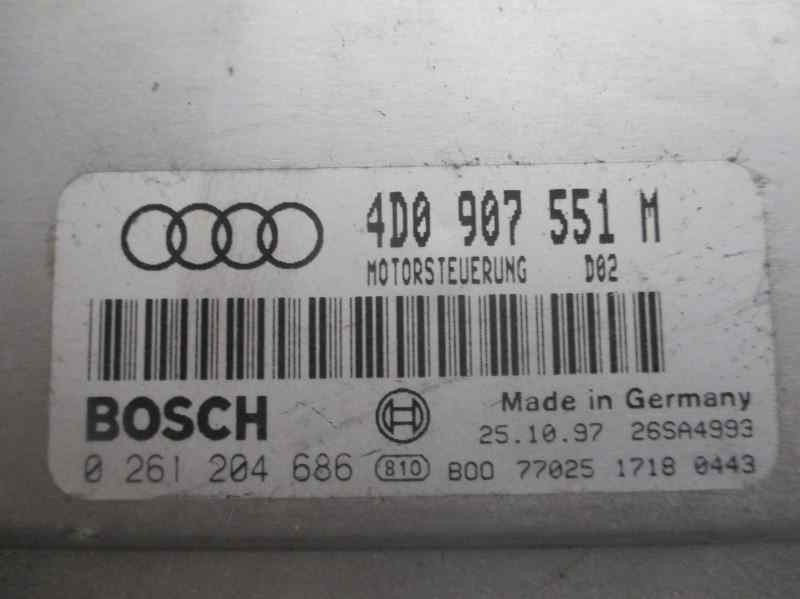 4D0 907 551 M
MOTORSTEUERUNG D02
BOSCH
Made in Germany
25.10.97 26SA4993
0 261 204 686 810 B00 77025 1718 0443